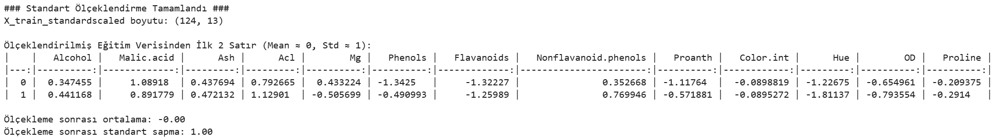 ### Standart Ölçeklendirme Tamamlandı ###
X_train_standardscaled boyutu: (124, 13)
Ölçeklendirilmiş Eğitim Verisinden İlk 2 Satır (Mean ≈ 0, Std ≈ 1):
|    |   Alcohol |   Malic.acid |      Ash |      Acl |        Mg |   Phenols |   Flavanoids |   Nonflavanoid.phenols |   Proanth |   Color.int |      Hue |        OD |   Proline |
|---:|----------:|-------------:|---------:|---------:|----------:|----------:|-------------:|-----------------------:|----------:|------------:|---------:|----------:|----------:|
|  0 |  0.347455 |     1.08918  | 0.437694 | 0.792665 |  0.433224 | -1.3425   |     -1.32227 |               0.352668 | -1.11764  |  -0.0898819 | -1.22675 | -0.654961 | -0.209375 |
|  1 |  0.441168 |     0.891779 | 0.472132 | 1.12901  | -0.505699 | -0.490993 |     -1.25989 |               0.769946 | -0.571881 |  -0.0895272 | -1.81137 | -0.793554 | -0.2914   |
Ölçekleme sonrası ortalama: -0.00
Ölçekleme sonrası standart sapma: 1.00